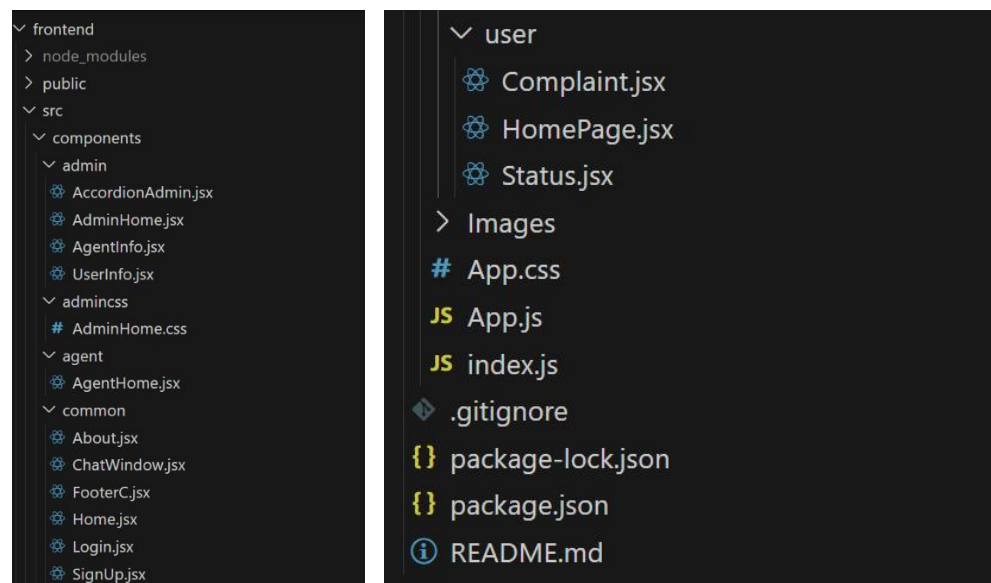 frontend
node_modules
public
src
components
admin
AccordionAdmin.jsx
AdminHome.jsx
AgentInfo.jsx
UserInfo.jsx
admincss
# AdminHome.css
agent
AgentHome.jsx
common
About.jsx
ChatWindow.jsx
FooterC.jsx
Home.jsx
Login.jsx
SignUp.jsx
user
Complaint.jsx
HomePage.jsx
Status.jsx
Images
# App.css
JS App.js
JS index.js
.gitignore
{} package-lock.json
{} package.json
README.md